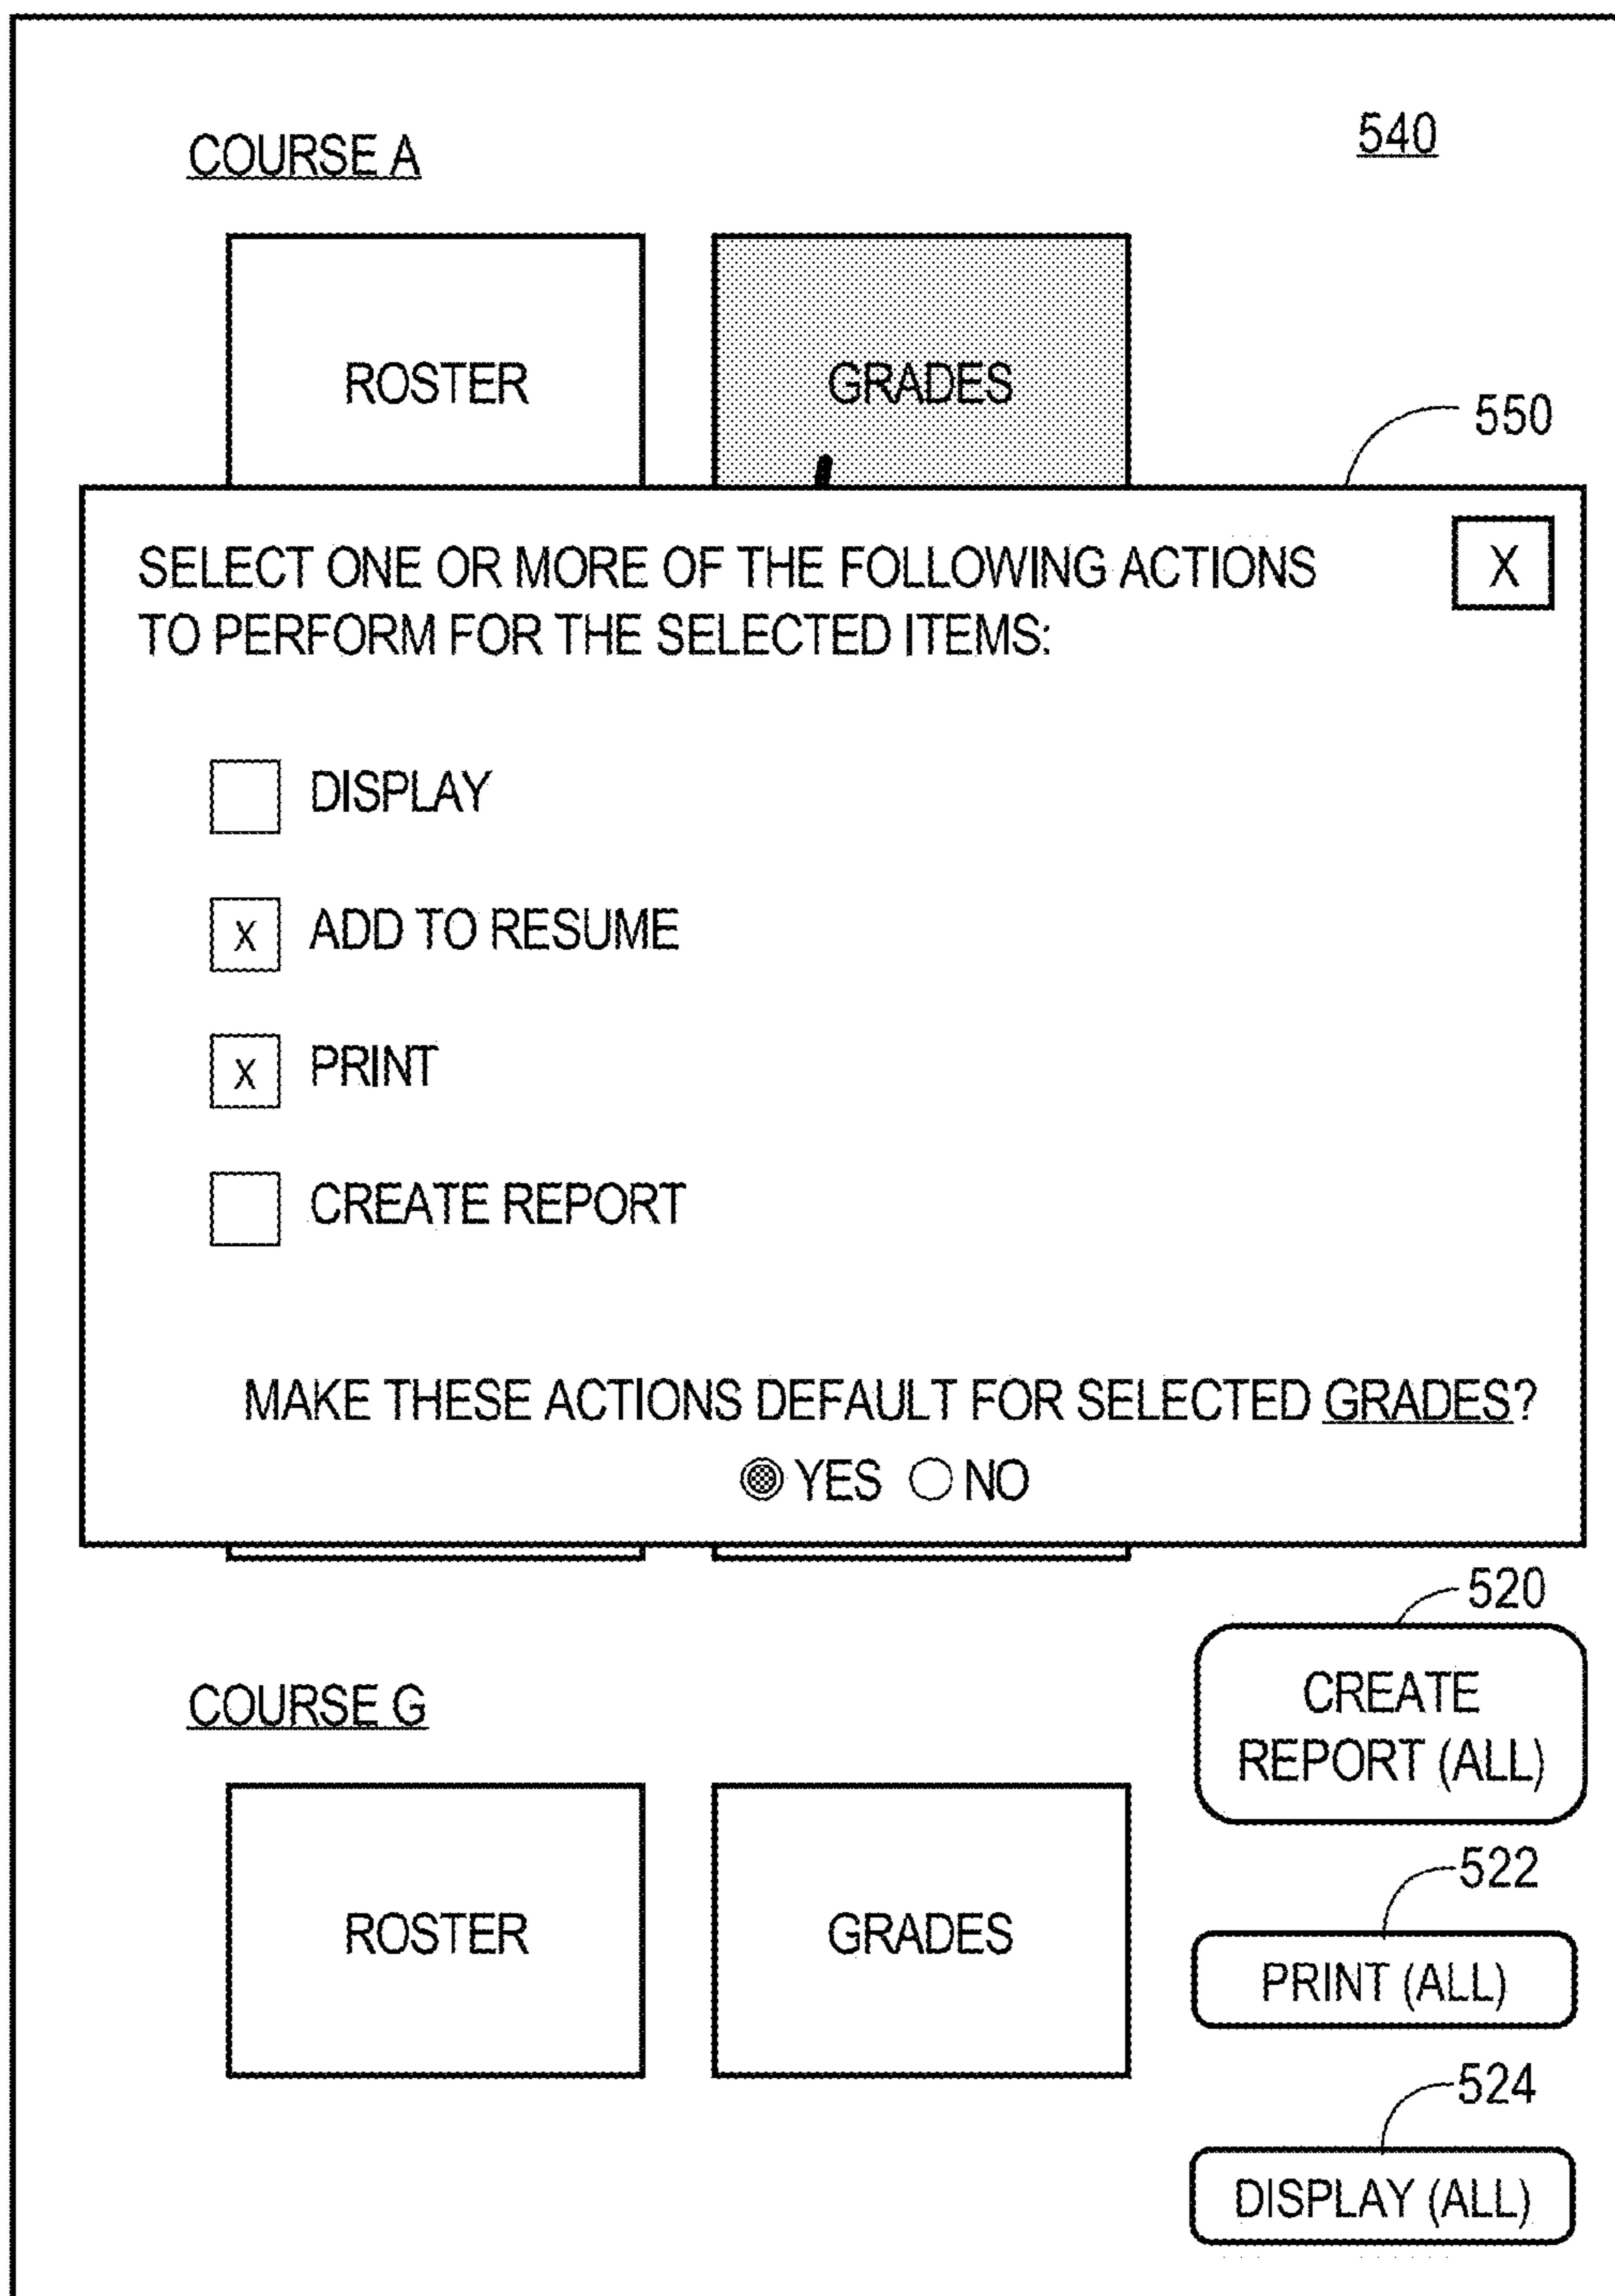 COURSE A
540
ROSTER
GRADES
550
SELECT ONE OR MORE OF THE FOLLOWING ACTIONS
X
TO PERFORM FOR THE SELECTED ITEMS:
DISPLAY
X ADD TO RESUME
X PRINT
CREATE REPORT
MAKE THESE ACTIONS DEFAULT FOR SELECTED GRADES?
YES NO
520
CREATE
REPORT (ALL)
COURSE G
522
ROSTER
GRADES
PRINT (ALL)
524
DISPLAY (ALL)